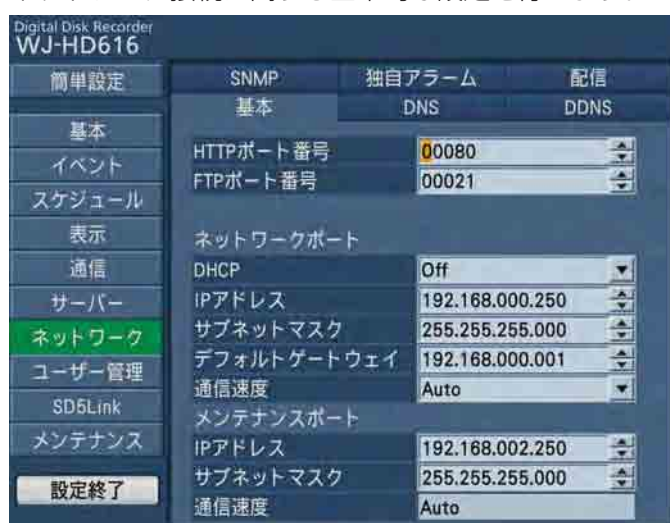 Digital Disk Recorder
WJ-HD616
簡単設定
基本
イベント
スケジュール
表示
通信
サーバー
ネットワーク
ユーザー管理
SD5Link
メンテナンス
設定終了
SNMP 独自アラーム 配信
基本 DNS DDNS
HTTPポート番号 00080
FTPポート番号 00021
ネットワークポート
DHCP Off
IPアドレス 192.168.000.250
サブネットマスク 255.255.255.000
デフォルトゲートウェイ 192.168.000.001
通信速度 Auto
メンテナンスポート
IPアドレス 192.168.002.250
サブネットマスク 255.255.255.000
通信速度 Auto